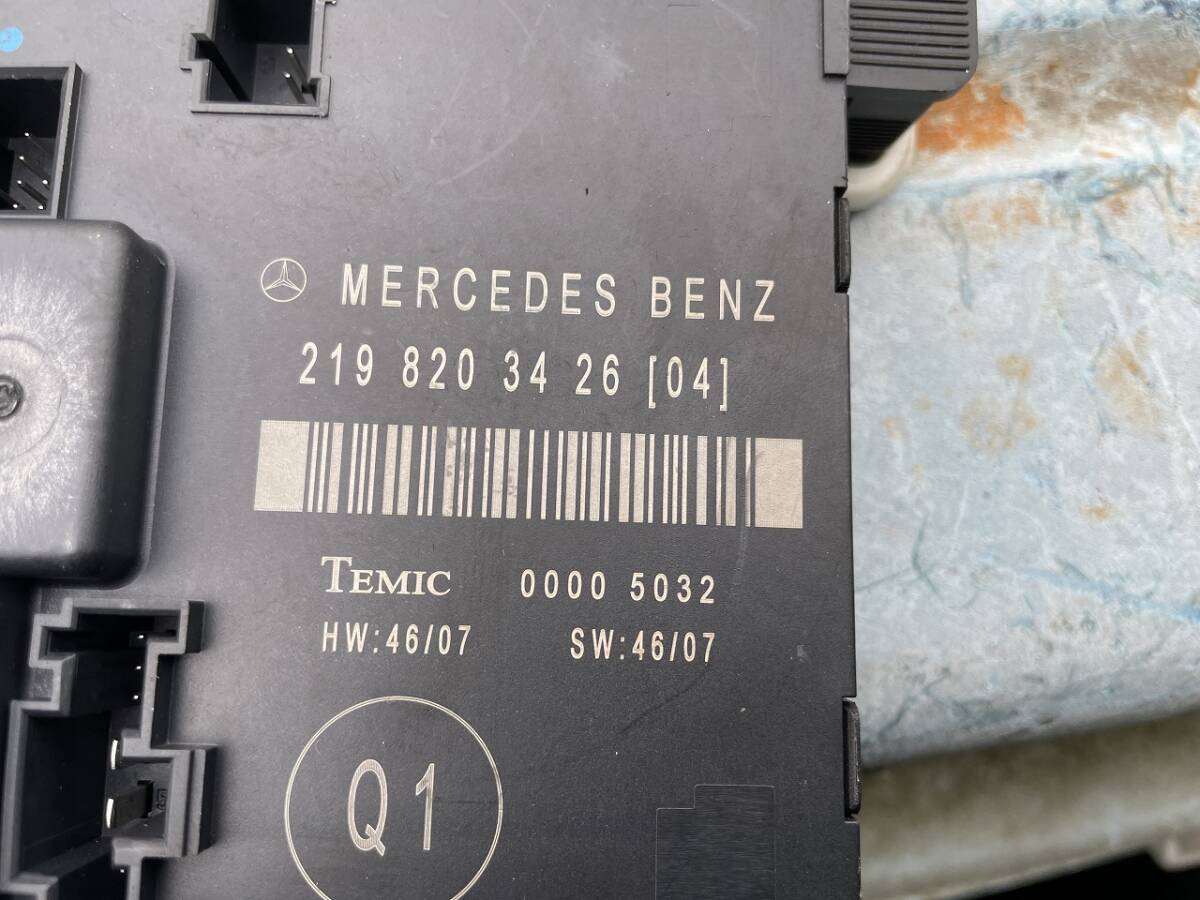 MERCEDES BENZ
219 820 34 26 [04]
TEMIC 0000 5032
HW:46/07 SW:46/07
Q1